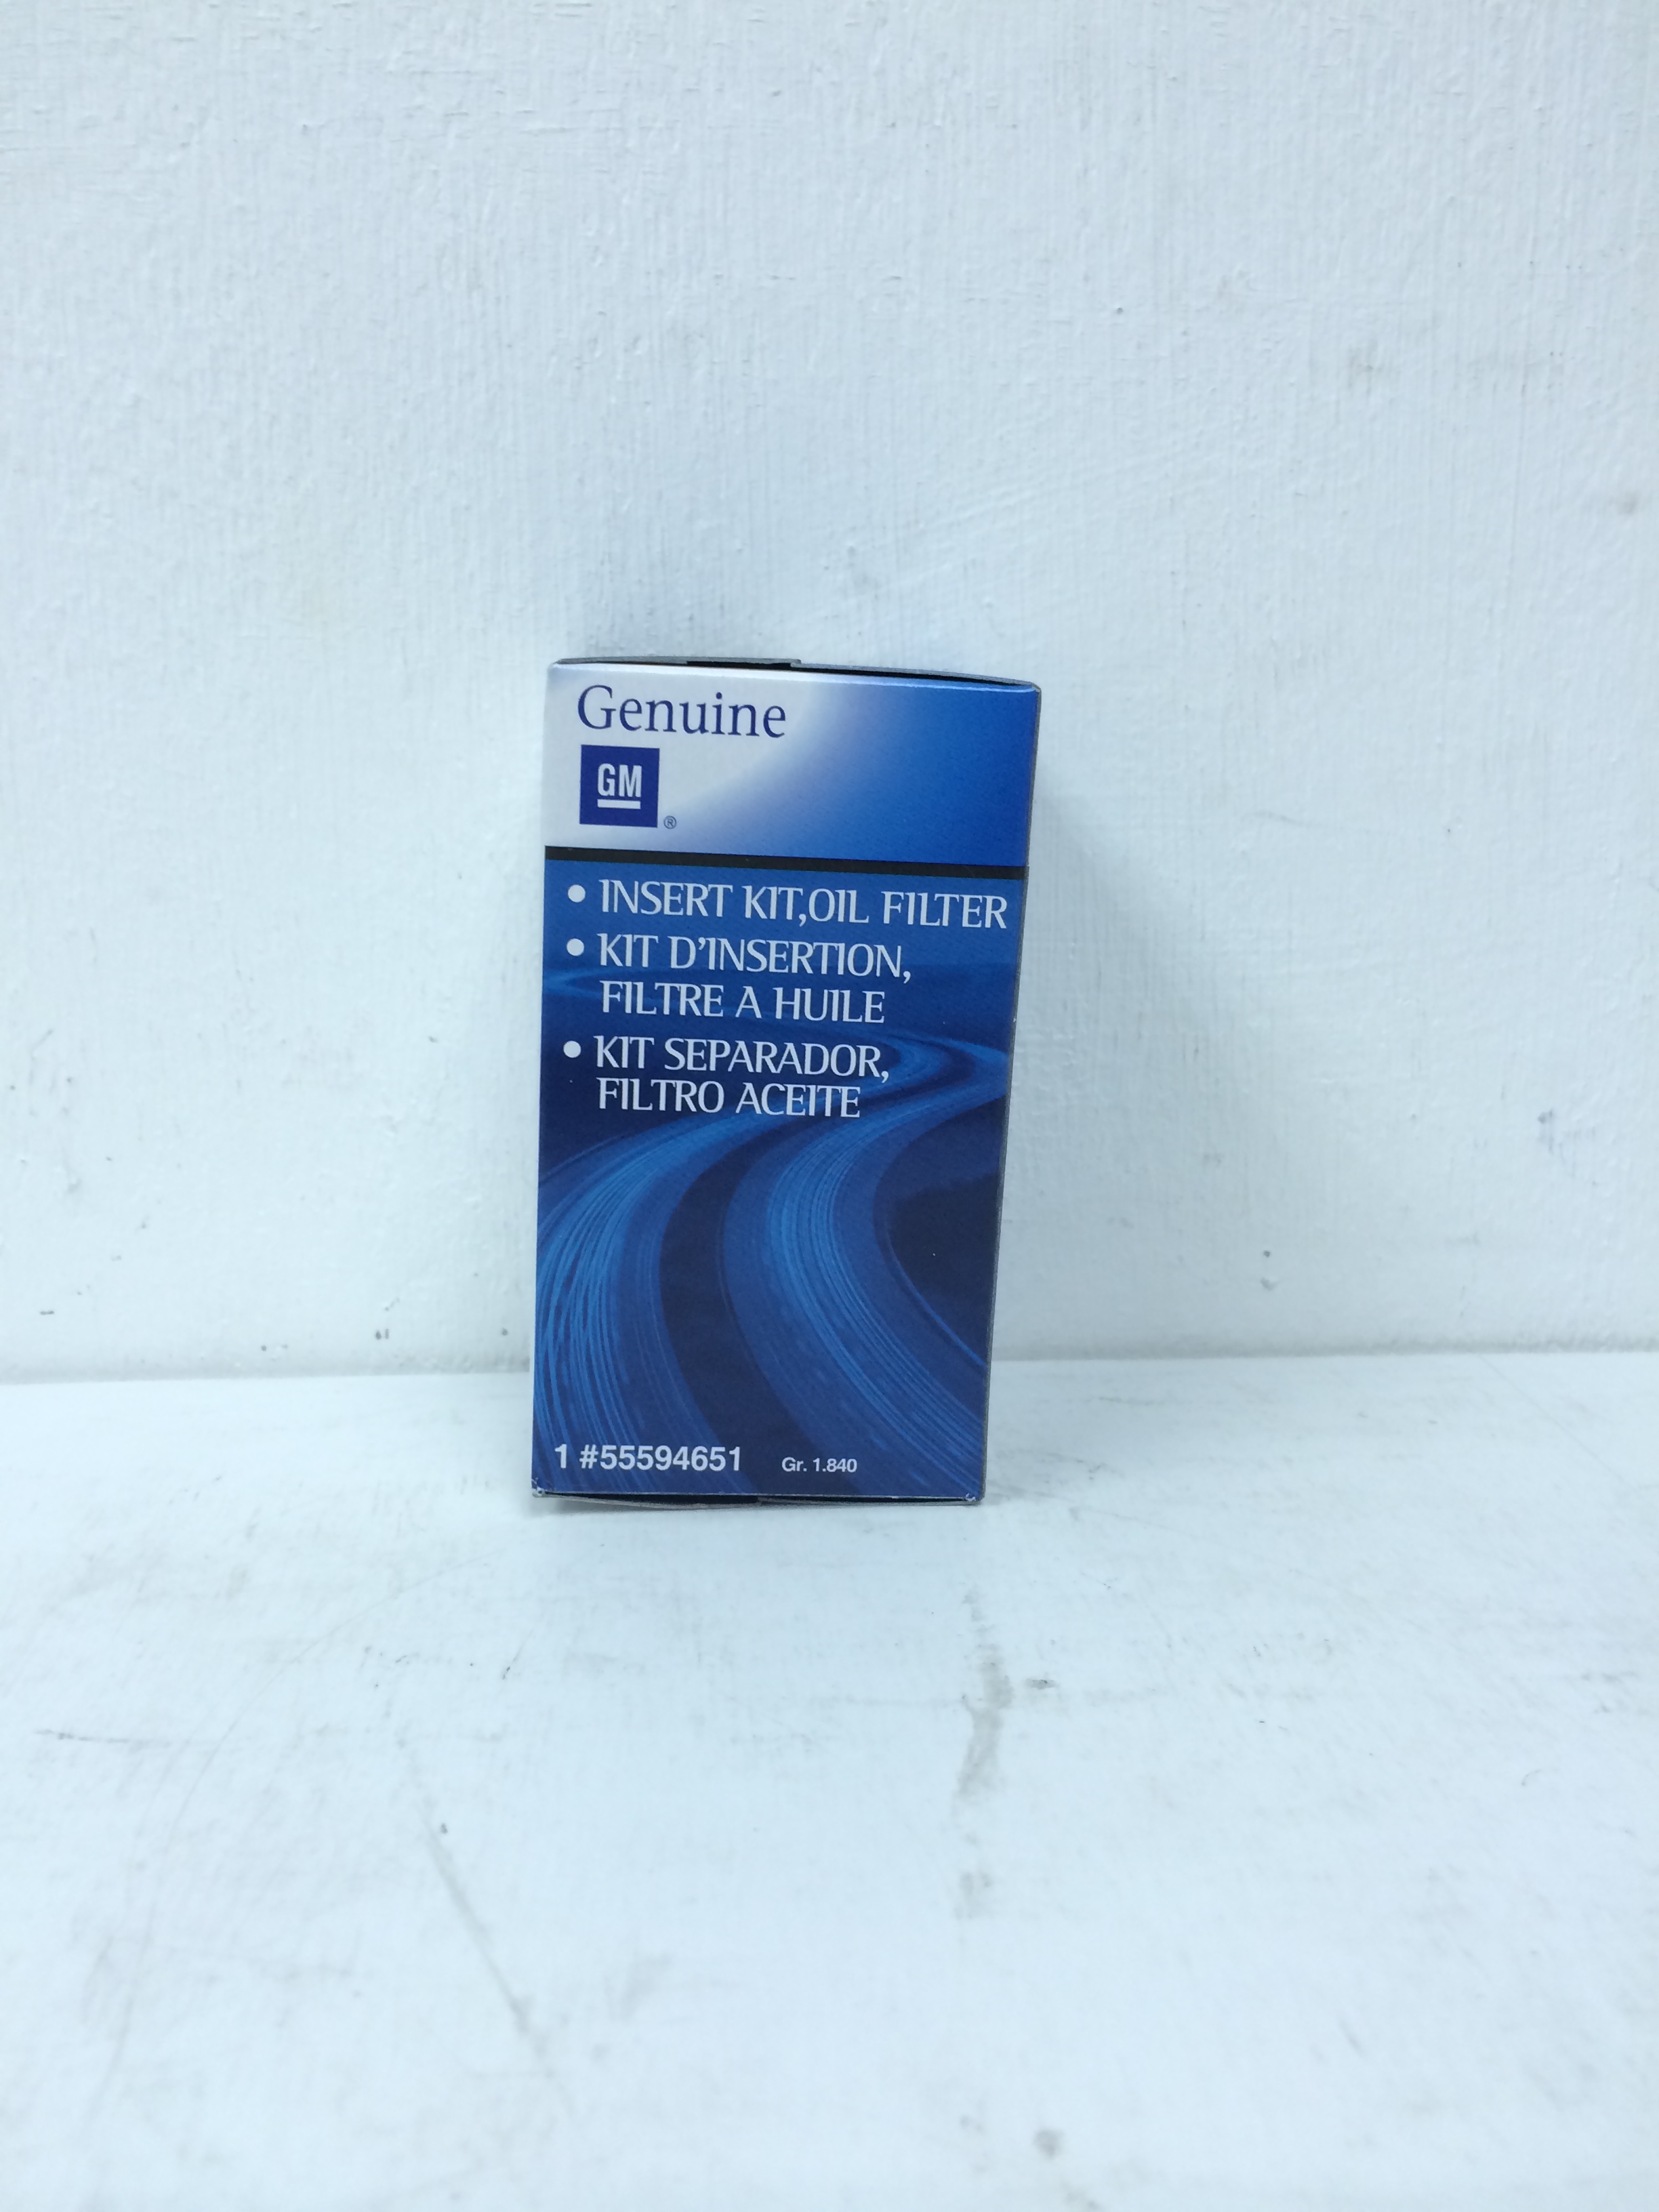 Genuine
GM
®
• INSERT KIT,OIL FILTER
• KIT D'INSERTION,
FILTRE A HUILE
• KIT SEPARADOR,
FILTRO ACEITE
1 #55594651 Gr. 1.840